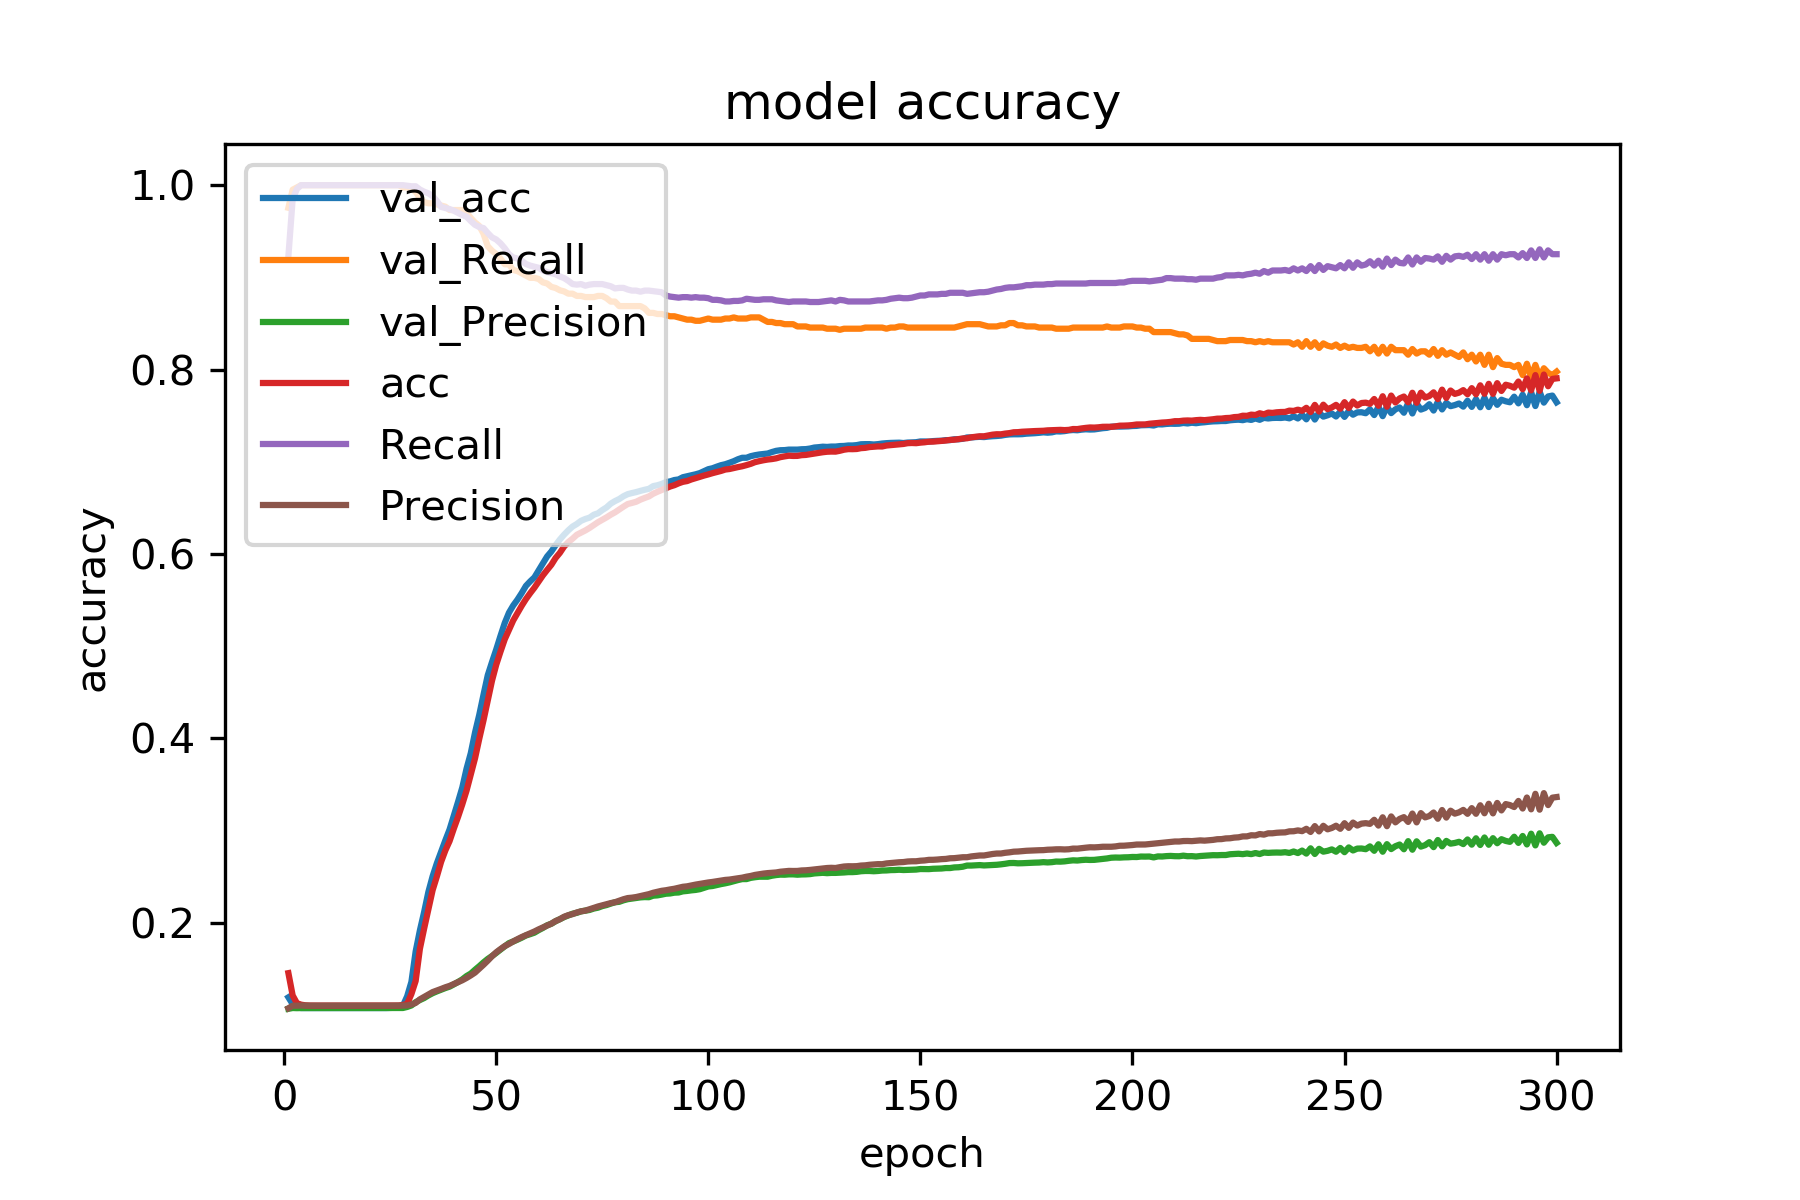 model accuracy
1.0
0.8
0.6
0.4
0.2
accuracy
val_acc
val_Recall
val_Precision
acc
Recall
Precision
0 50 100 150 200 250 300
epoch